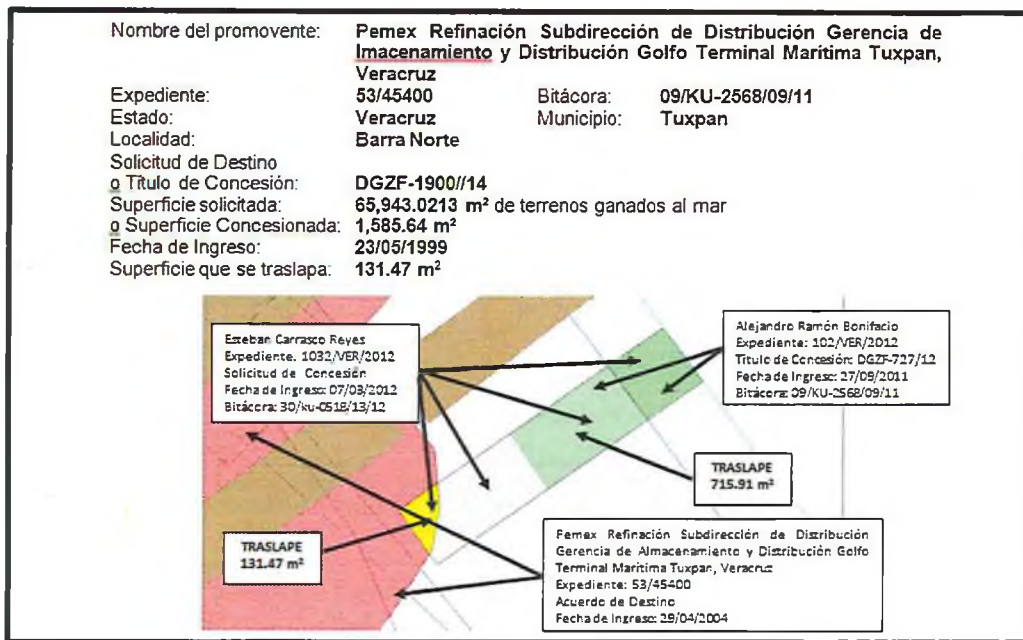 Nombre del promovente: Pemex Refinación Subdirección de Distribución Gerencia de
Imacenamiento y Distribución Golfo Terminal Marítima Tuxpan,
Veracruz
Expediente: 53/45400 Bitácora: 09/KU-2568/09/11
Estado: Veracruz Municipio: Tuxpan
Localidad: Barra Norte
Solicitud de Destino
o Título de Concesión: DGZF-1900//14
Superficie solicitada: 65,943.0213 m² de terrenos ganados al mar
o Superficie Concesionada: 1,585.64 m²
Fecha de Ingreso: 23/05/1999
Superficie que se traslapa: 131.47 m²
Esteban Carrasco Reyes
Expediente. 1032/VER/2012
Solicitud de Concesión
Fecha de Ingreso: 07/03/2012
Bitácora: 30/ku-0518/13/12
Alejandro Ramón Bonifacio
Expediente: 102/VER/2012
Título de Concesión: DGZF-727/12
Fecha de Ingreso: 27/09/2011
Bitácora: 09/KU-2568/09/11
TRASLAPE
715.91 m²
TRASLAPE
131.47 m²
Pemex Refinación Subdirección de Distribución
Gerencia de Almacenamiento y Distribución Golfo
Terminal Marítima Tuxpan, Veracruz
Expediente: 53/45400
Acuerdo de Destino
Fecha de Ingreso: 29/04/2004